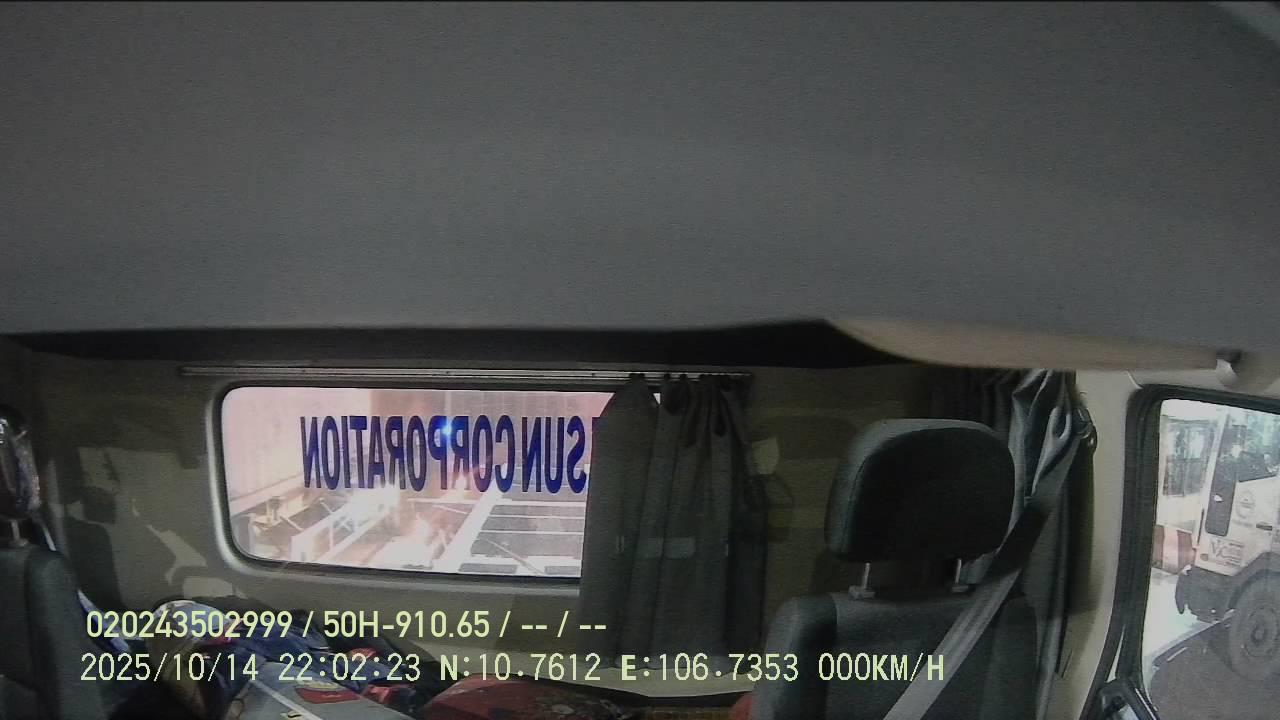 SUN CORPORATION
020243502999 / 50H-910.65 / -- / --
2025/10/14 22:02:23 N:10.7612 E:106.7353 000KM/H